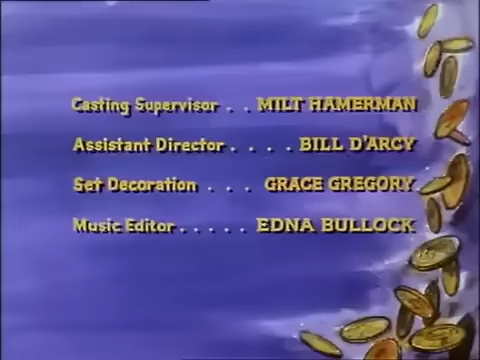 Casting Supervisor . . MILT HAMERMAN
Assistant Director . . . . BILL D'ARCY
Set Decoration . . . GRACE GREGORY
Music Editor . . . . . EDNA BULLOCK